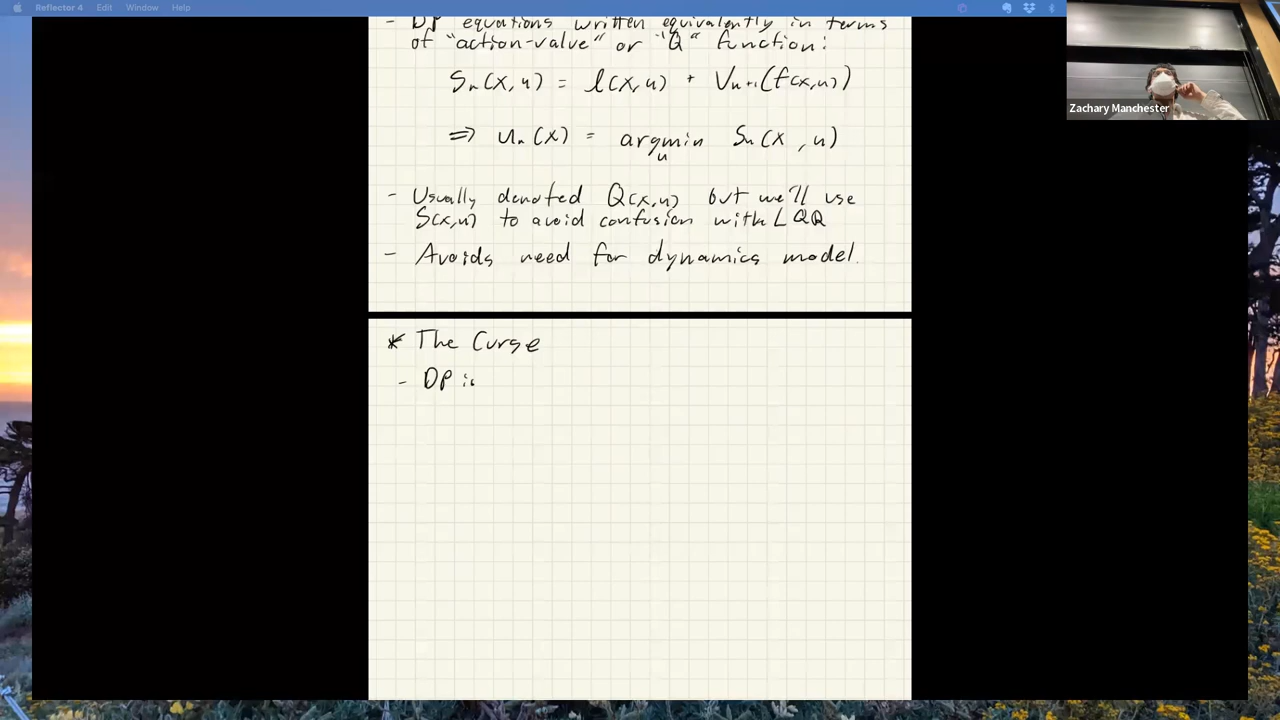 Reflector 4 Edit Window Help
- DP equations written equivalently in terms
of "action-value" or "Q" function:
Sₙ(x,u) = l(x,u) + Vₙ₊₁(f(x,u))
⇒ uₙ(x) = argmin Sₙ(x,u)
u
- Usually denoted Q(x,u) but we'll use
S(x,u) to avoid confusion with LQR
- Avoids need for dynamics model.
* The Curse
- DP is
Zachary Manchester